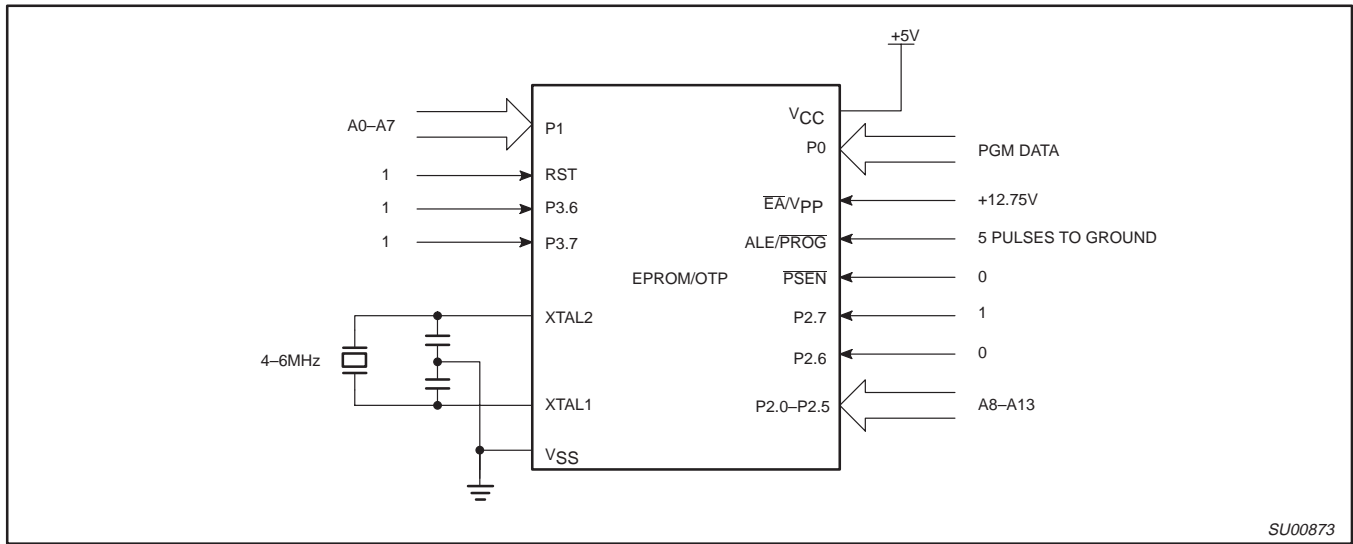 +5V
A0–A7
P1
VCC
P0
PGM DATA
1
RST
1
P3.6
EA/VPP
+12.75V
1
P3.7
ALE/PROG
5 PULSES TO GROUND
EPROM/OTP
PSEN
0
XTAL2
P2.7
1
4–6MHz
P2.6
0
XTAL1
P2.0–P2.5
A8–A13
VSS
SU00873